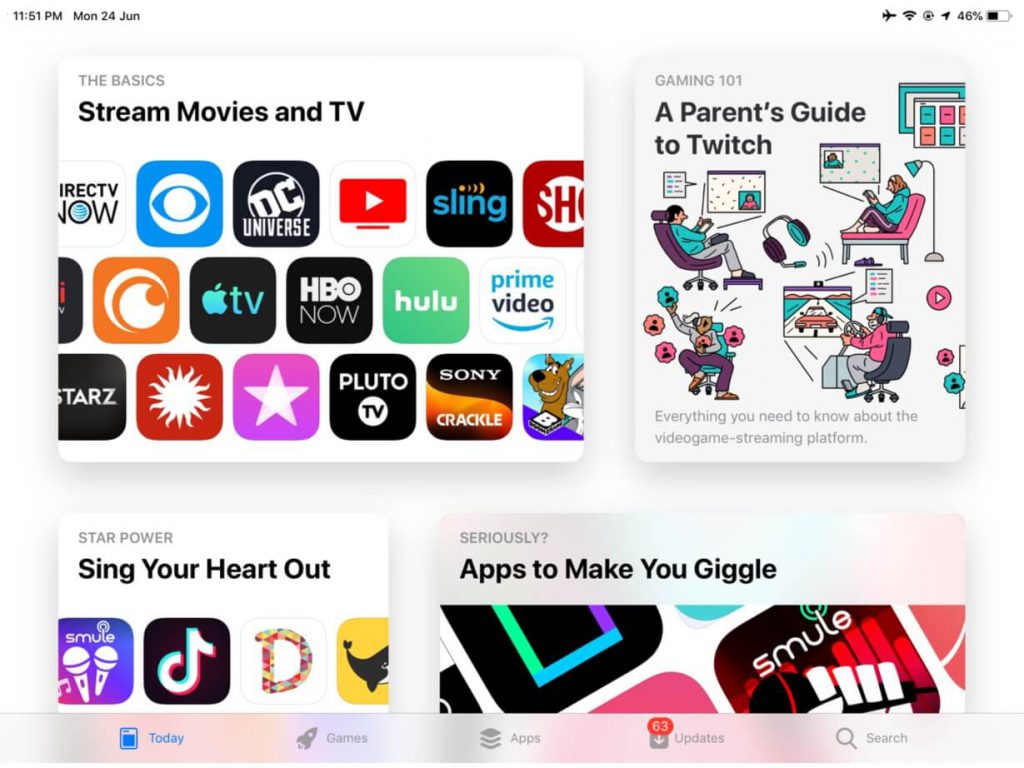 11:51 PM Mon 24 Jun
46%
THE BASICS
Stream Movies and TV
GAMING 101
A Parent's Guide
to Twitch
IRECTV
NOW
DC
UNIVERSE
sling
SHO
tv
HBO
NOW
hulu
prime
video
STARZ
PLUTO
TV
SONY
CRACKLE
Everything you need to know about the
videogame-streaming platform.
STAR POWER
Sing Your Heart Out
SERIOUSLY?
Apps to Make You Giggle
smule
D
smule
Today
Games
Apps
63
Updates
Search